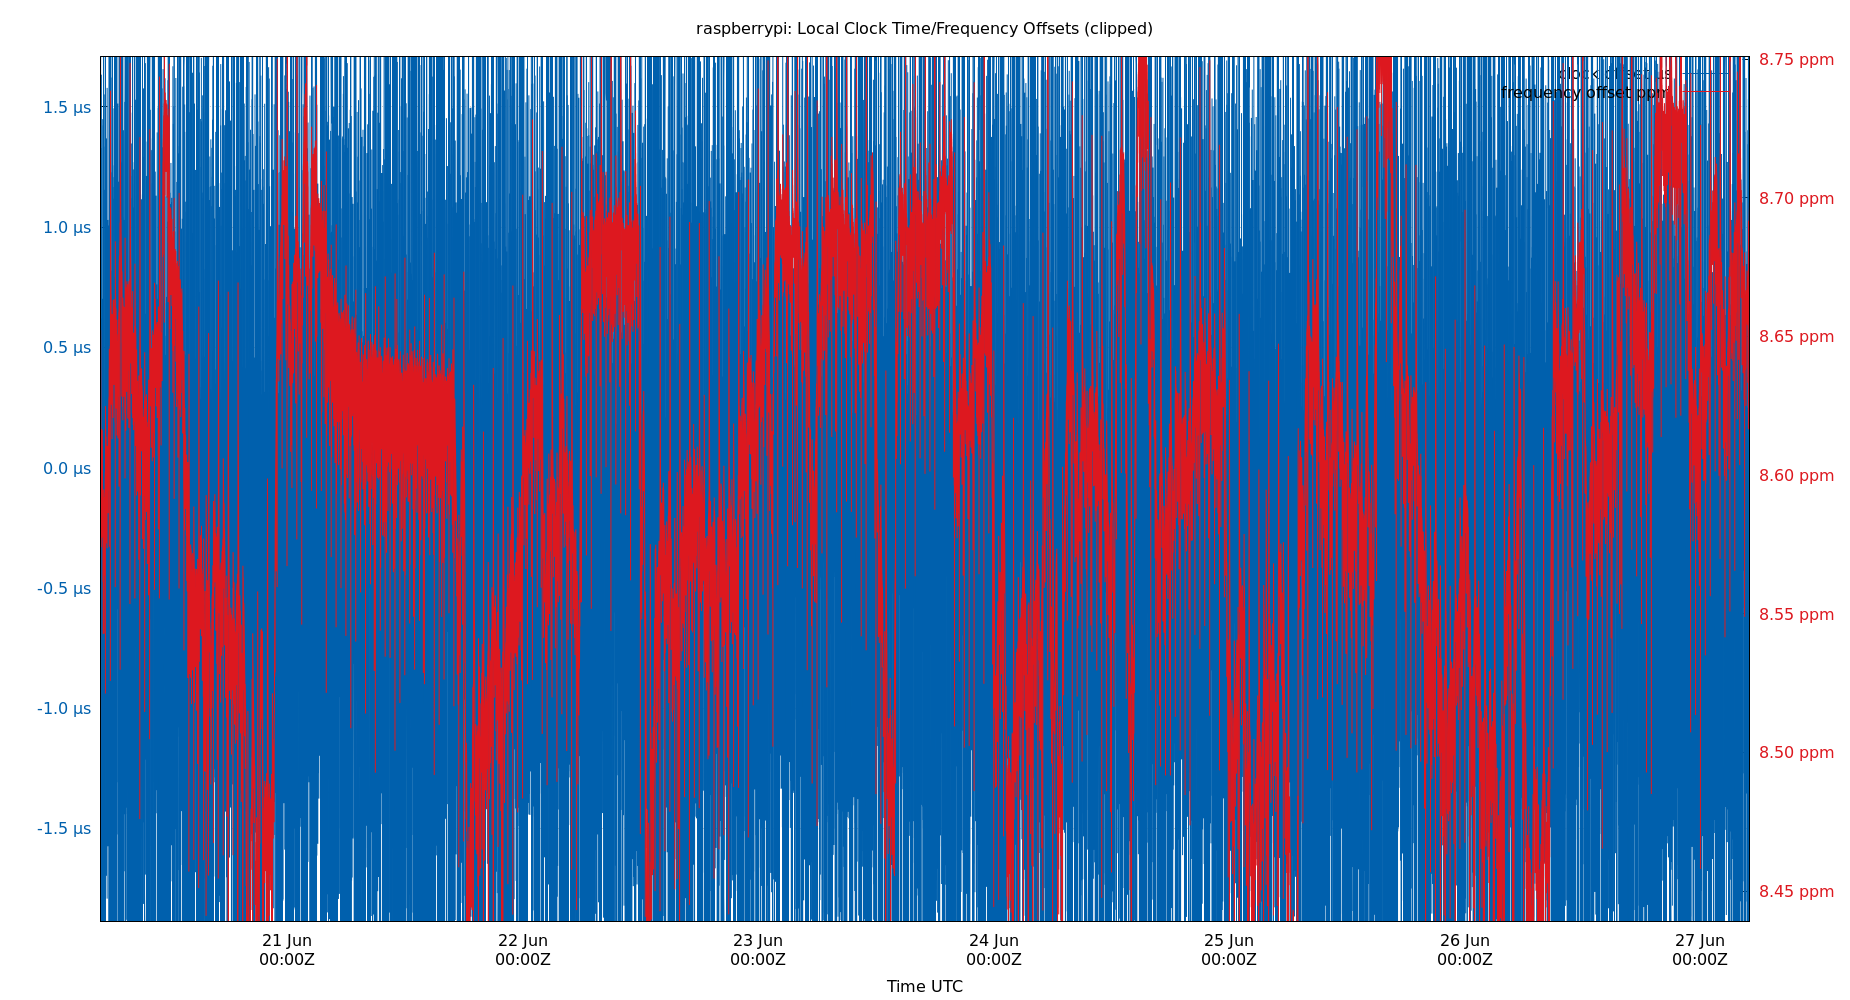 raspberrypi: Local Clock Time/Frequency Offsets (clipped)
clock offset µs
frequency offset ppm
1.5 µs
1.0 µs
0.5 µs
0.0 µs
-0.5 µs
-1.0 µs
-1.5 µs
8.75 ppm
8.70 ppm
8.65 ppm
8.60 ppm
8.55 ppm
8.50 ppm
8.45 ppm
21 Jun 22 Jun 23 Jun 24 Jun 25 Jun 26 Jun 27 Jun
00:00Z 00:00Z 00:00Z 00:00Z 00:00Z 00:00Z 00:00Z
Time UTC